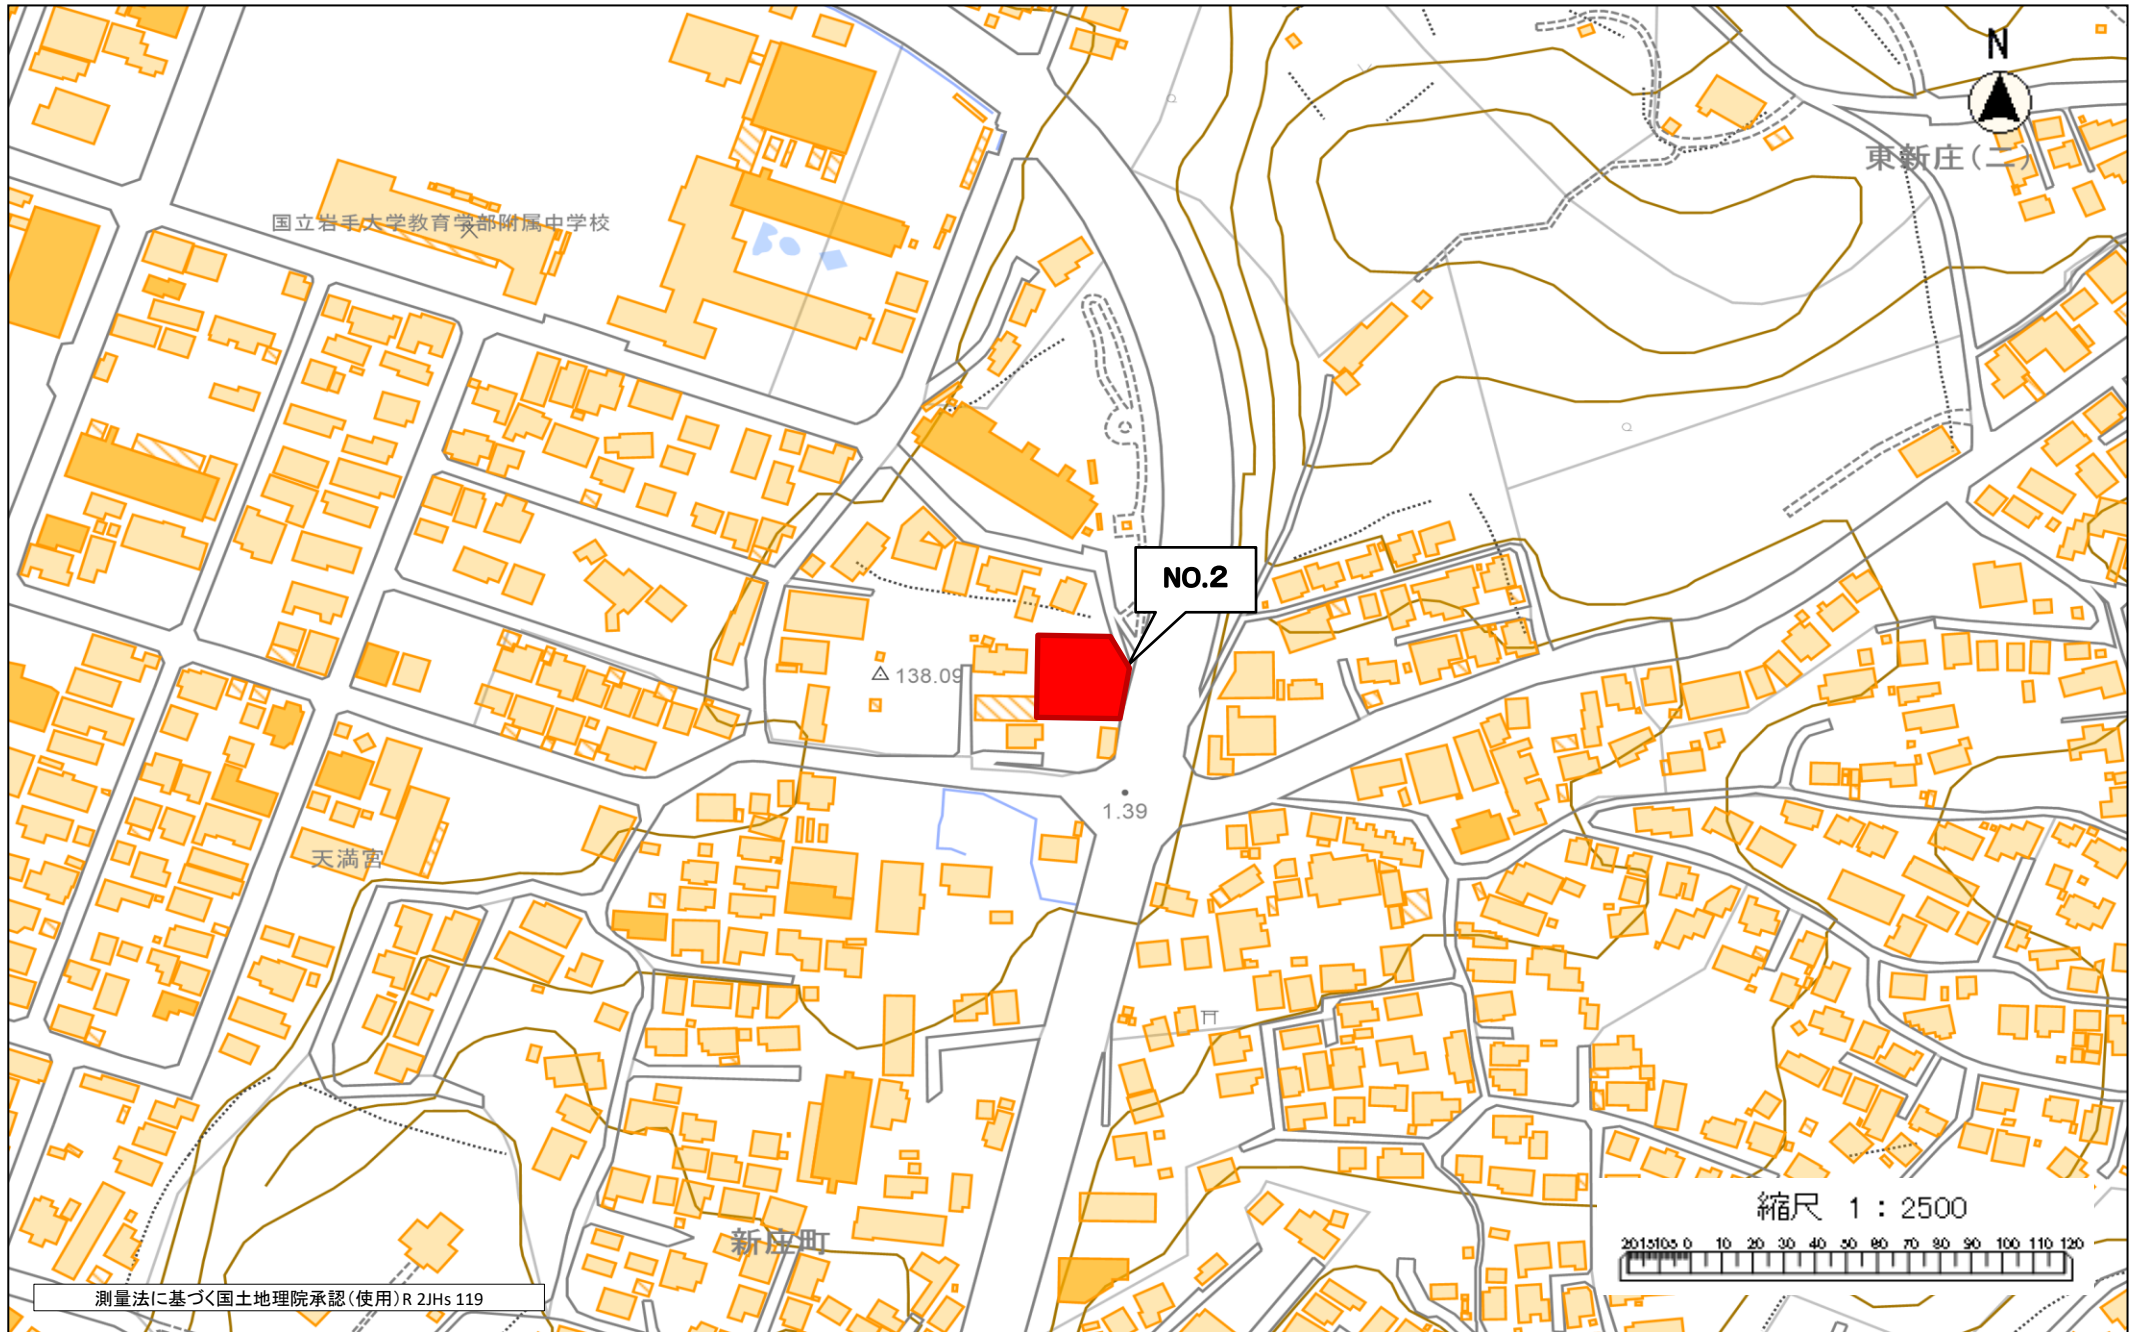 N
東新庄(二)
国立岩手大学教育学部附属中学校
NO.2
138.09
1.39
天満宮
新庄町
縮尺 1:2500
20151050 10 20 30 40 50 60 70 80 90 100 110 120
測量法に基づく国土地理院承認(使用)R 2JHs 119